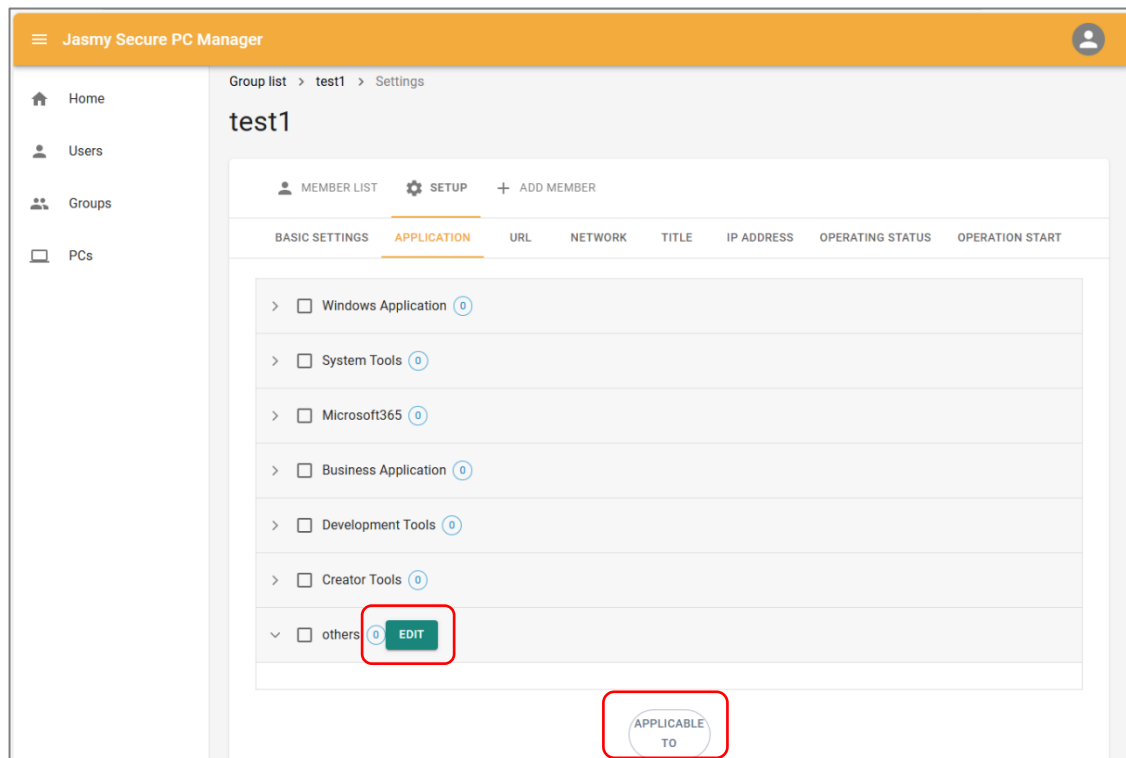 Jasmy Secure PC Manager
Group list > test1 > Settings
Home
test1
Users
MEMBER LIST SETUP + ADD MEMBER
Groups
BASIC SETTINGS APPLICATION URL NETWORK TITLE IP ADDRESS OPERATING STATUS OPERATION START
PCs
Windows Application 0
System Tools 0
Microsoft365 0
Business Application 0
Development Tools 0
Creator Tools 0
others 0 EDIT
APPLICABLE
TO